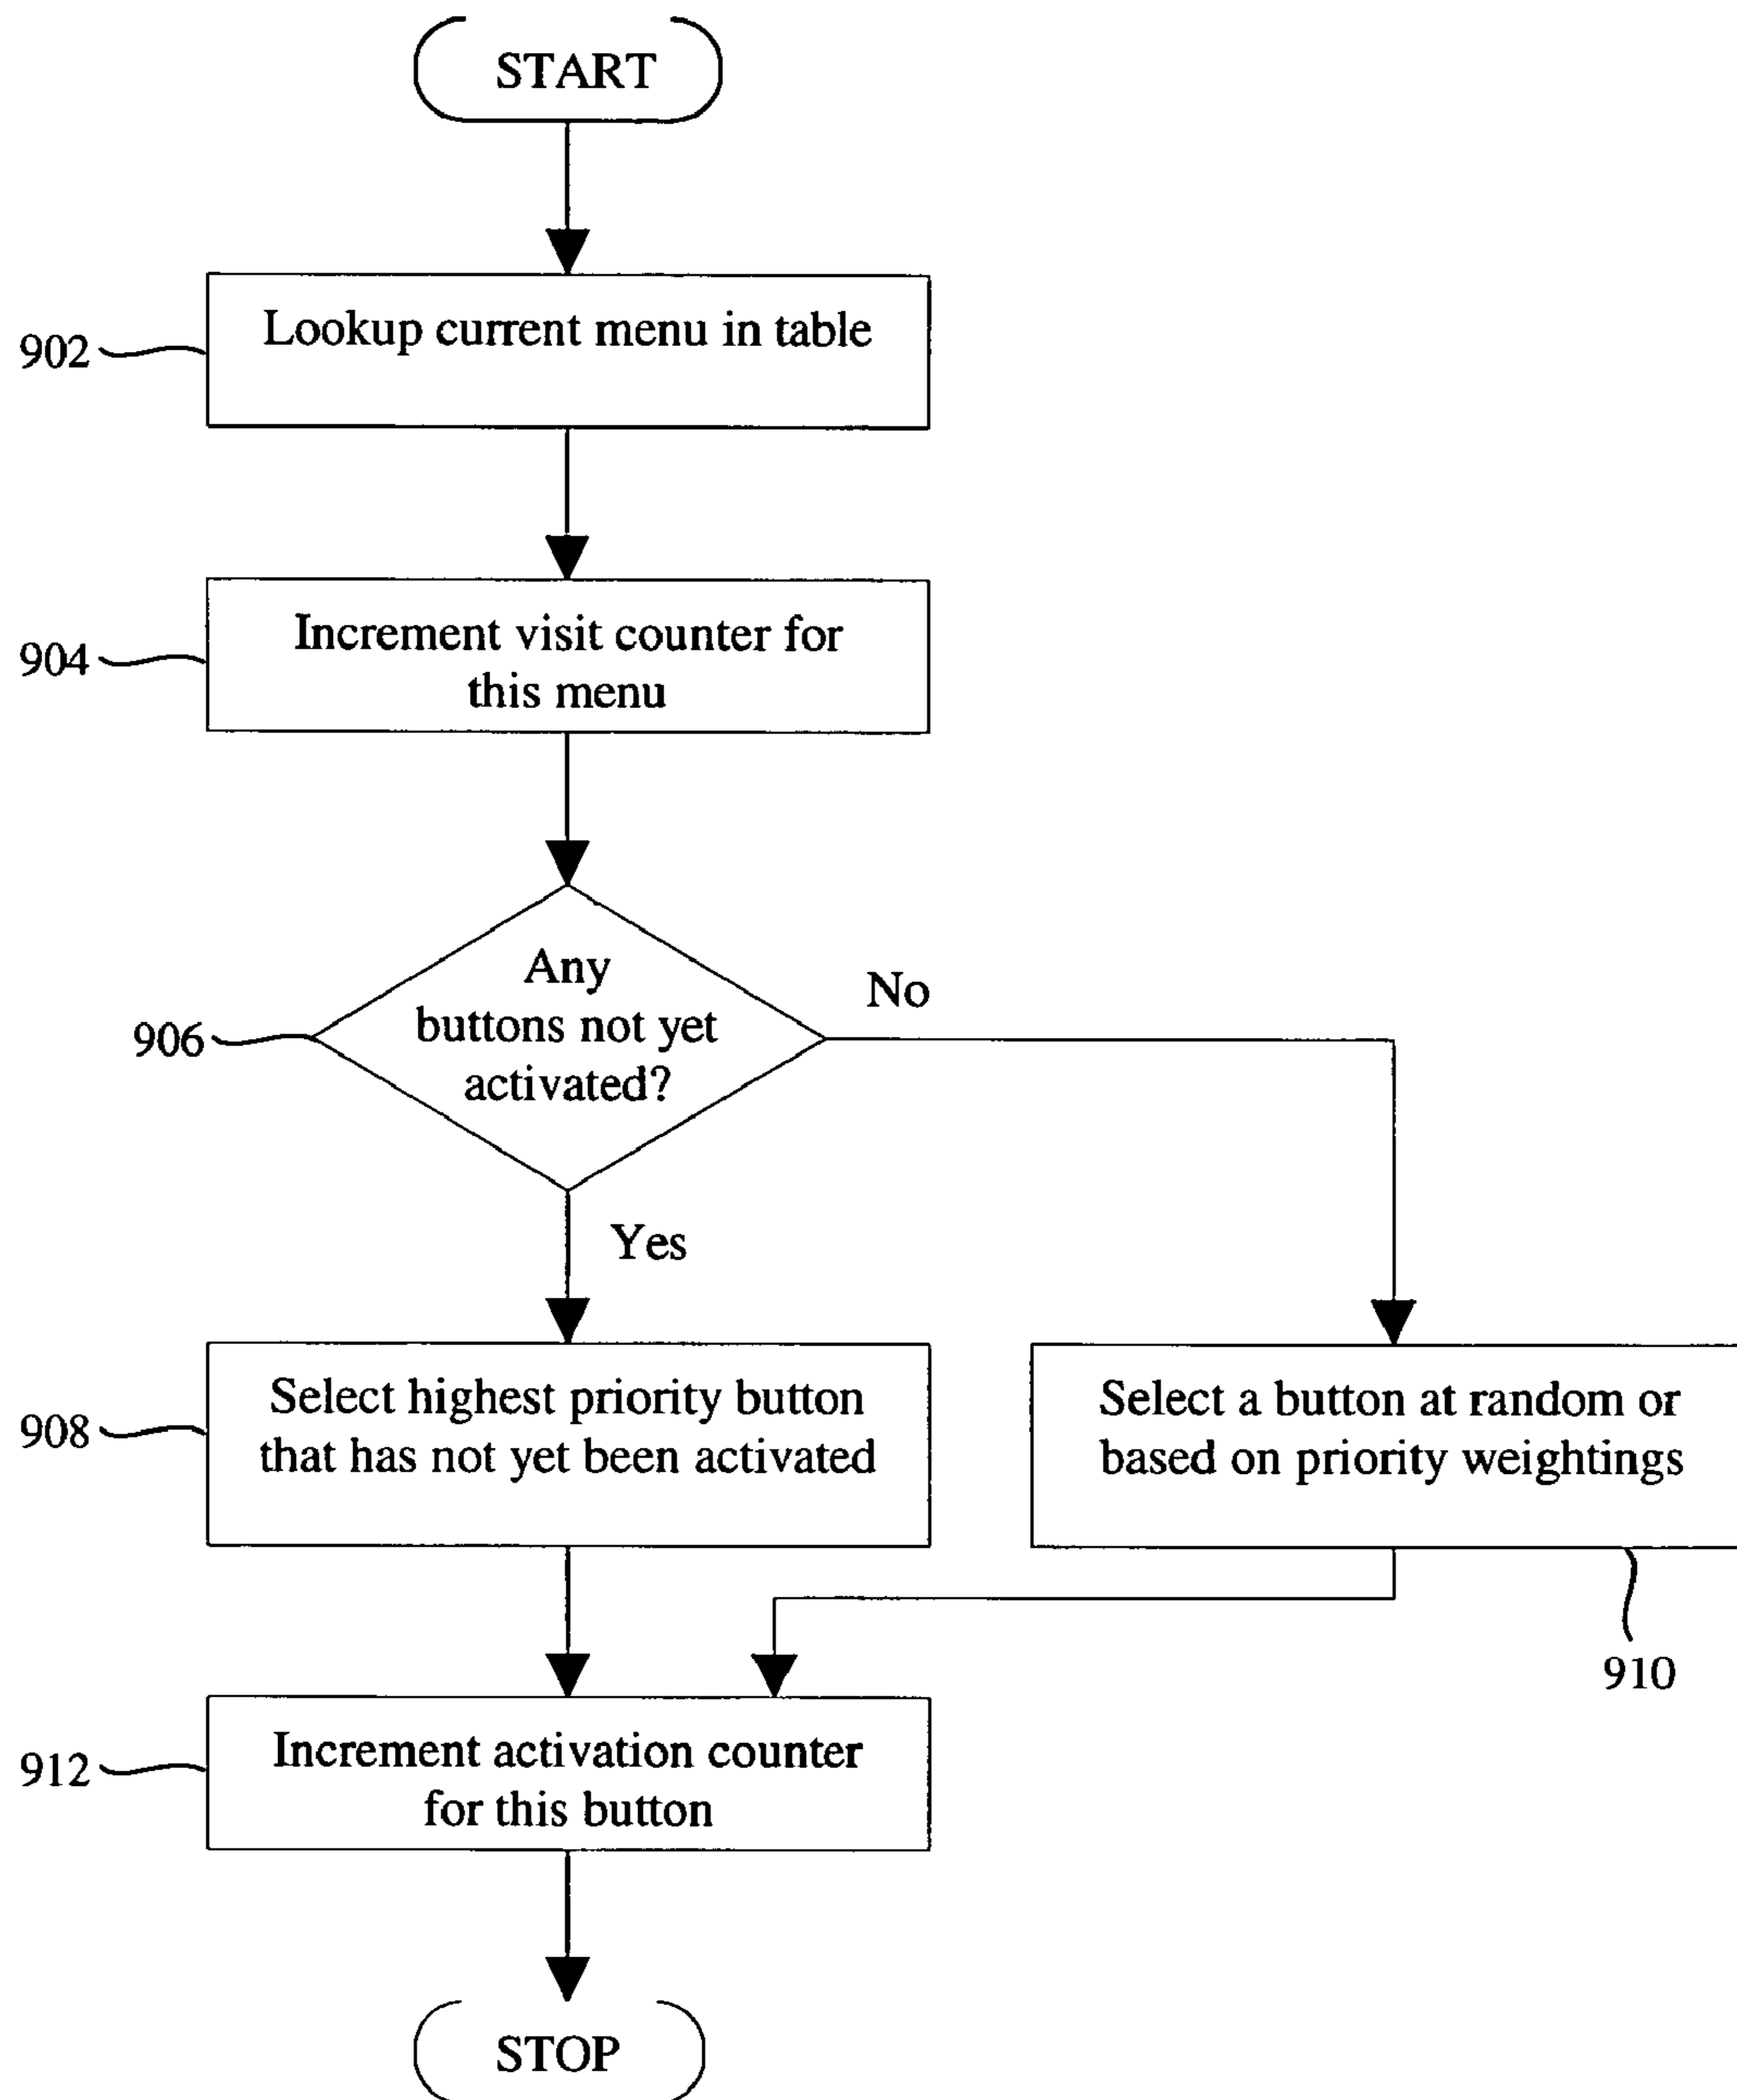 START
Lookup current menu in table
902
Increment visit counter for
this menu
904
Any
buttons not yet
activated?
906
No
Yes
Select highest priority button
that has not yet been activated
908
Select a button at random or
based on priority weightings
910
Increment activation counter
for this button
912
STOP